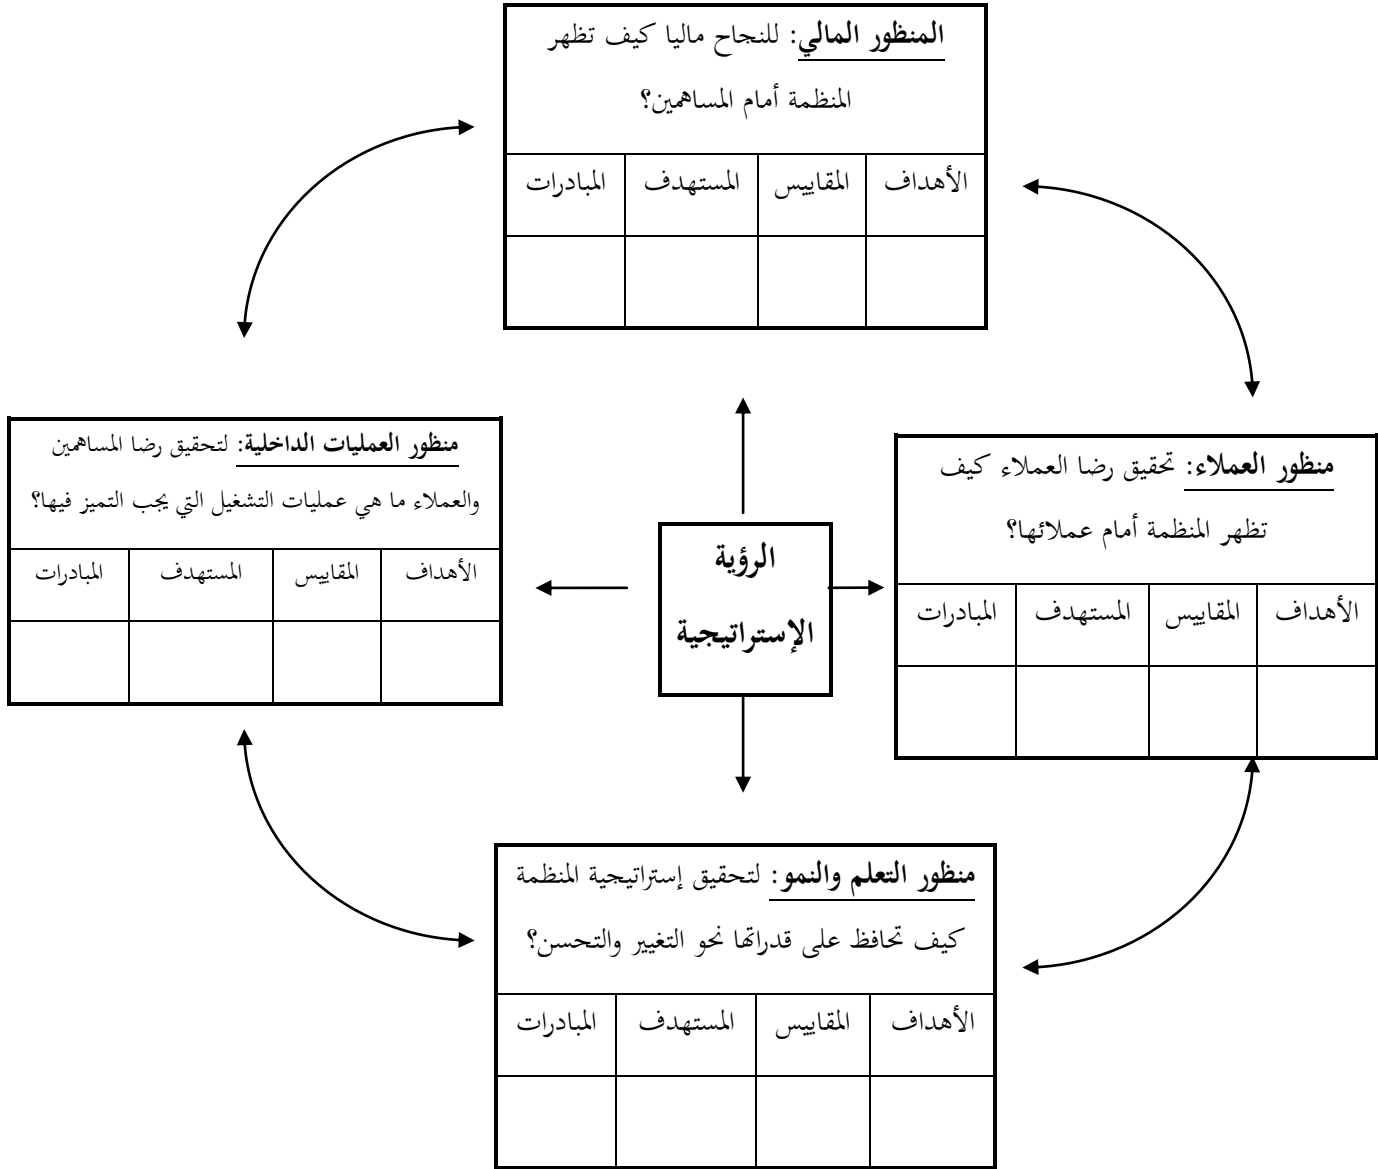 المنظور المالي: للنجاح ماليا كيف تظهر
المنظمة أمام المساهمين؟
الأهداف المقاييس المستهدف المبادرات
منظور العملاء: تحقيق رضا العملاء كيف
تظهر المنظمة أمام عملائها؟
الأهداف المقاييس المستهدف المبادرات
الرؤية
الإستراتيجية
منظور العمليات الداخلية: لتحقيق رضا المساهمين
والعملاء ما هي عمليات التشغيل التي يجب التميز فيها؟
الأهداف المقاييس المستهدف المبادرات
منظور التعلم والنمو: لتحقيق إستراتيجية المنظمة
كيف تحافظ على قدراتها نحو التغيير والتحسن؟
الأهداف المقاييس المستهدف المبادرات